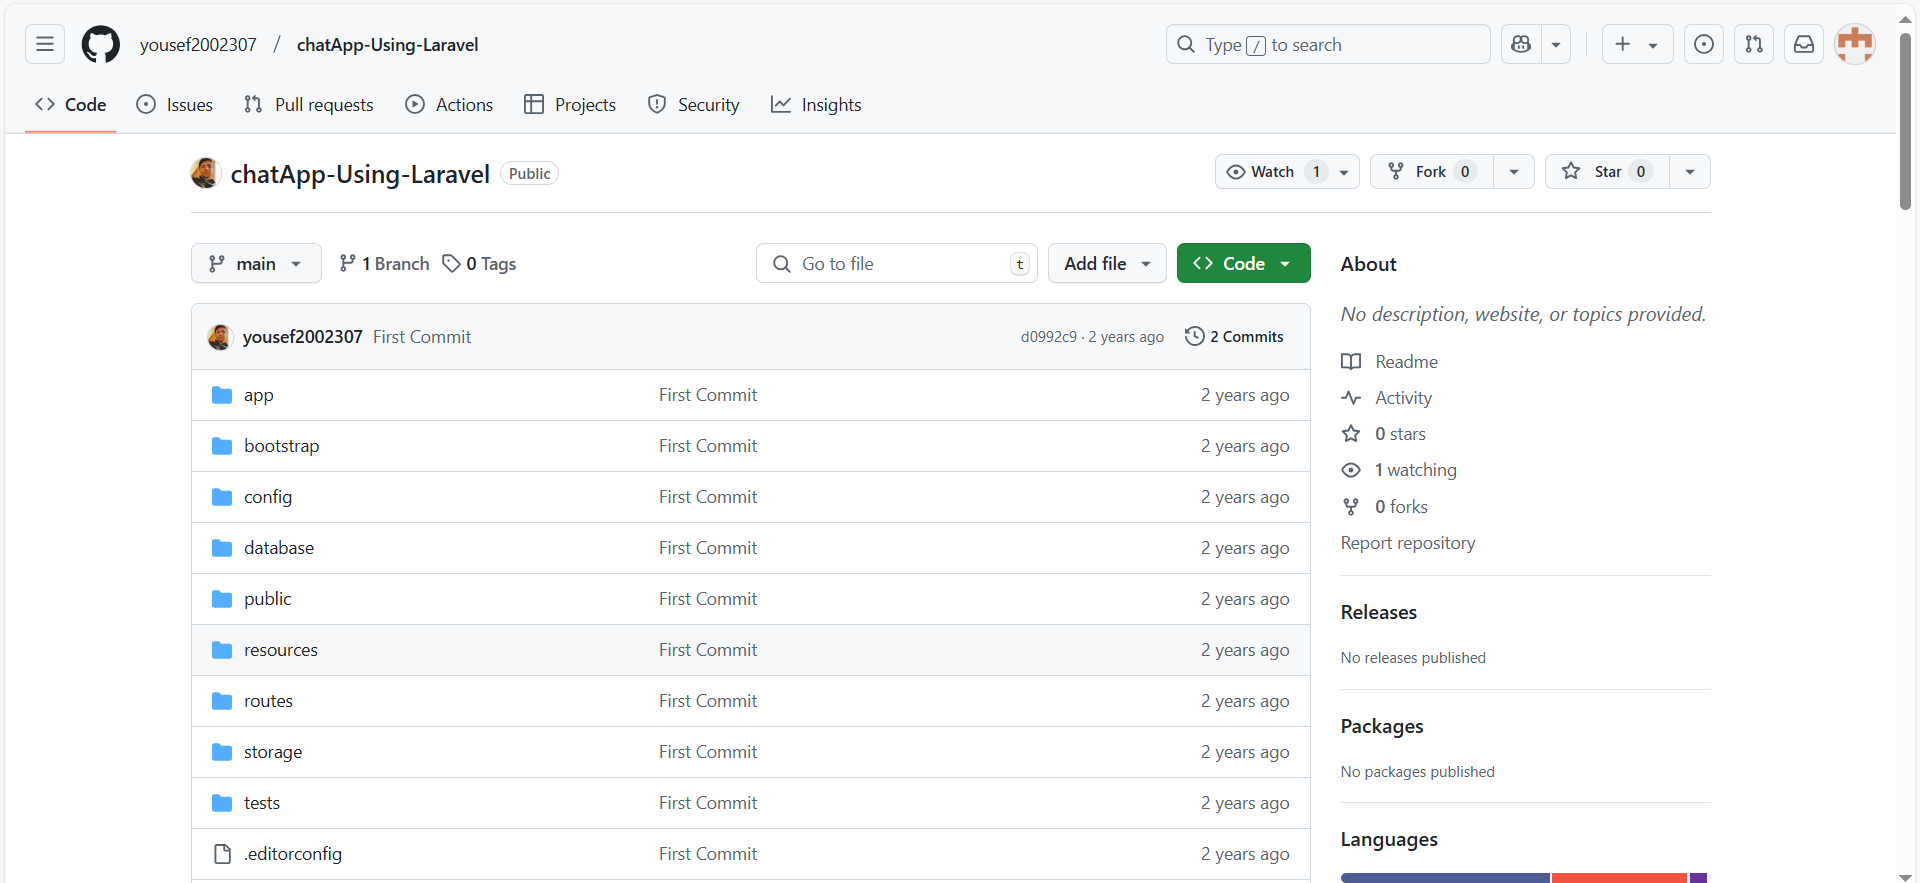 yousef2002307 / chatApp-Using-Laravel
Type / to search
Code Issues Pull requests Actions Projects Security Insights
chatApp-Using-Laravel Public
Watch 1 Fork 0 Star 0
main 1 Branch 0 Tags Go to file t Add file Code
yousef2002307 First Commit d0992c9 · 2 years ago 2 Commits
app First Commit 2 years ago
bootstrap First Commit 2 years ago
config First Commit 2 years ago
database First Commit 2 years ago
public First Commit 2 years ago
resources First Commit 2 years ago
routes First Commit 2 years ago
storage First Commit 2 years ago
tests First Commit 2 years ago
.editorconfig First Commit 2 years ago
About
No description, website, or topics provided.
Readme
Activity
0 stars
1 watching
0 forks
Report repository
Releases
No releases published
Packages
No packages published
Languages